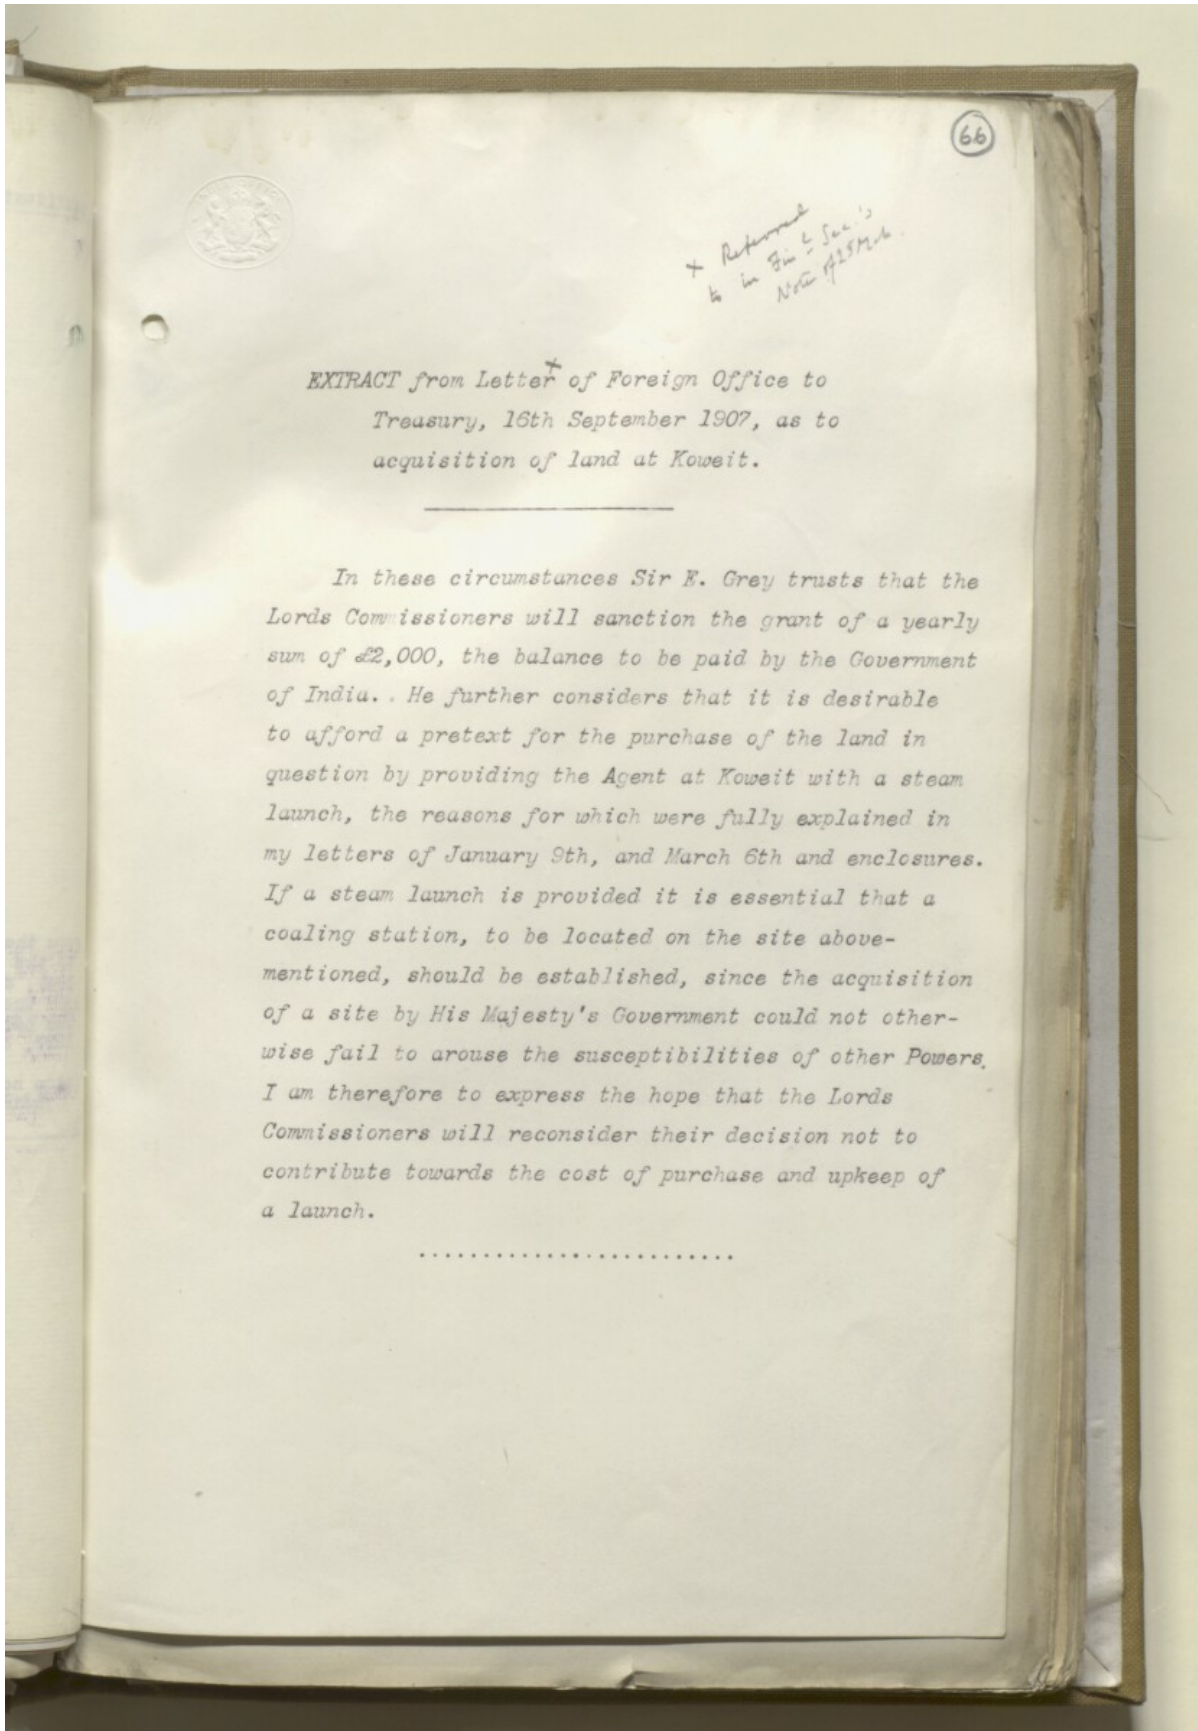 66
x Referred
to in Finl Sec.'s
Note of 25 Mch.
EXTRACT from Letter x of Foreign Office to
Treasury, 16th September 1907, as to
acquisition of land at Koweit.
In these circumstances Sir E. Grey trusts that the
Lords Commissioners will sanction the grant of a yearly
sum of £2,000, the balance to be paid by the Government
of India. . He further considers that it is desirable
to afford a pretext for the purchase of the land in
question by providing the Agent at Koweit with a steam
launch, the reasons for which were fully explained in
my letters of January 9th, and March 6th and enclosures.
If a steam launch is provided it is essential that a
coaling station, to be located on the site above-
mentioned, should be established, since the acquisition
of a site by His Majesty's Government could not other-
wise fail to arouse the susceptibilities of other Powers.
I am therefore to express the hope that the Lords
Commissioners will reconsider their decision not to
contribute towards the cost of purchase and upkeep of
a launch.
.........................